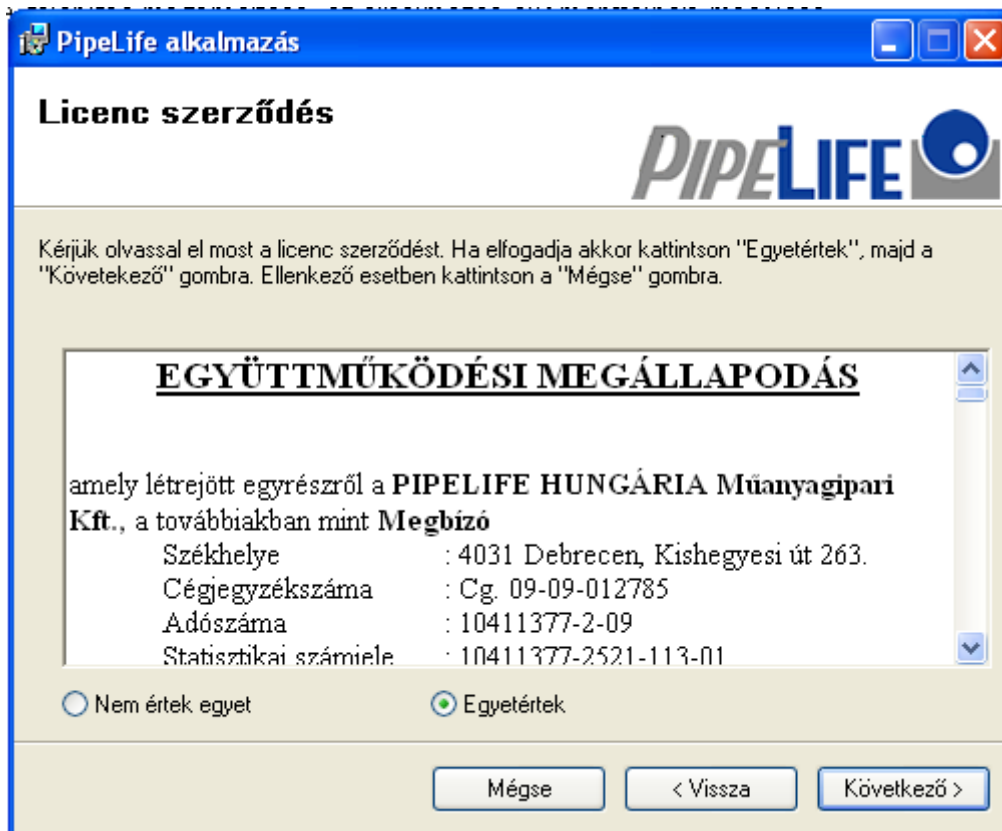 PipeLife alkalmazás
Licenc szerződés
PIPELIFE
Kérjük olvassal el most a licenc szerződést. Ha elfogadja akkor kattintson "Egyetértek", majd a
"Követekező" gombra. Ellenkező esetben kattintson a "Mégse" gombra.
EGYÜTTMŰKÖDÉSI MEGÁLLAPODÁS
amely létrejött egyrészről a PIPELIFE HUNGÁRIA Műanyagipari
Kft., a továbbiakban mint Megbízó
Székhelye : 4031 Debrecen, Kishegyesi út 263.
Cégjegyzékszáma : Cg. 09-09-012785
Adószáma : 10411377-2-09
Statisztikai számjele : 10411377-2521-113-01
Nem értek egyet
Egyetértek
Mégse
< Vissza
Következő >